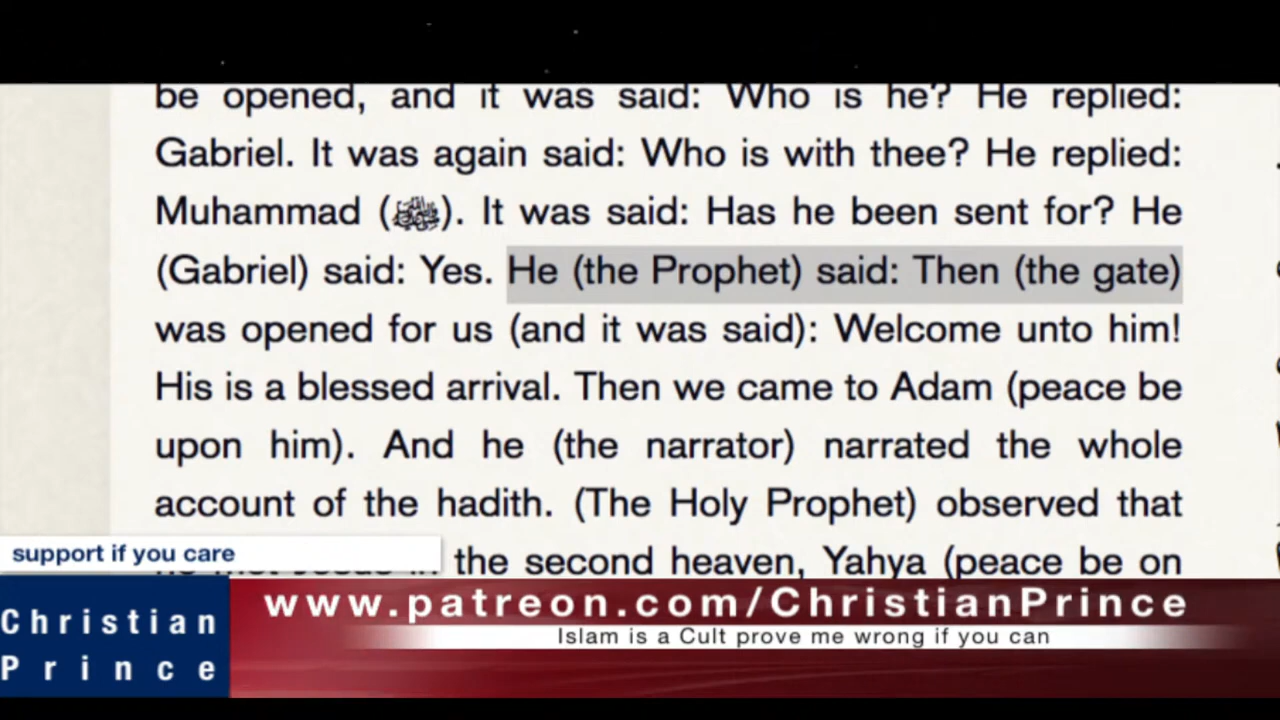 be opened, and it was said: Who is he? He replied:
Gabriel. It was again said: Who is with thee? He replied:
Muhammad (ﷺ). It was said: Has he been sent for? He
(Gabriel) said: Yes. He (the Prophet) said: Then (the gate)
was opened for us (and it was said): Welcome unto him!
His is a blessed arrival. Then we came to Adam (peace be
upon him). And he (the narrator) narrated the whole
account of the hadith. (The Holy Prophet) observed that
the second heaven, Yahya (peace be on
support if you care
Christian
Prince
www.patreon.com/ChristianPrince
Islam is a Cult prove me wrong if you can